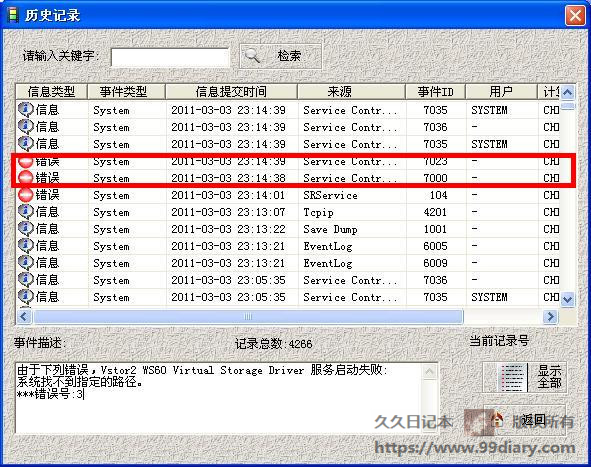 历史记录
请输入关键字: 检索
信息类型 事件类型 信息提交时间 来源 事件ID 用户 计算
信息 System 2011-03-03 23:14:39 Service Contr... 7035 SYSTEM CHI
信息 System 2011-03-03 23:14:39 Service Contr... 7036 - CHI
信息 System 2011-03-03 23:14:39 Service Contr... 7035 SYSTEM CHI
错误 System 2011-03-03 23:14:39 Service Contr... 7023 - CHI
错误 System 2011-03-03 23:14:38 Service Contr... 7000 - CHI
错误 System 2011-03-03 23:14:01 SRService 104 - CHI
信息 System 2011-03-03 23:13:07 Tcpip 4201 - CHI
信息 System 2011-03-03 23:13:22 Save Dump 1001 - CHI
信息 System 2011-03-03 23:13:21 EventLog 6005 - CHI
信息 System 2011-03-03 23:13:21 EventLog 6009 - CHI
信息 System 2011-03-03 23:05:35 Service Contr... 7036 - CHI
信息 System 2011-03-03 23:05:35 Service Contr... 7035 SYSTEM CHI
事件描述: 记录总数:4266 当前记录号
由于下列错误,Vstor2 WS60 Virtual Storage Driver 服务启动失败:
系统找不到指定的路径。
***错误号:3
显示
全部
返回
久久日记本 版权所有
https://www.99diary.com